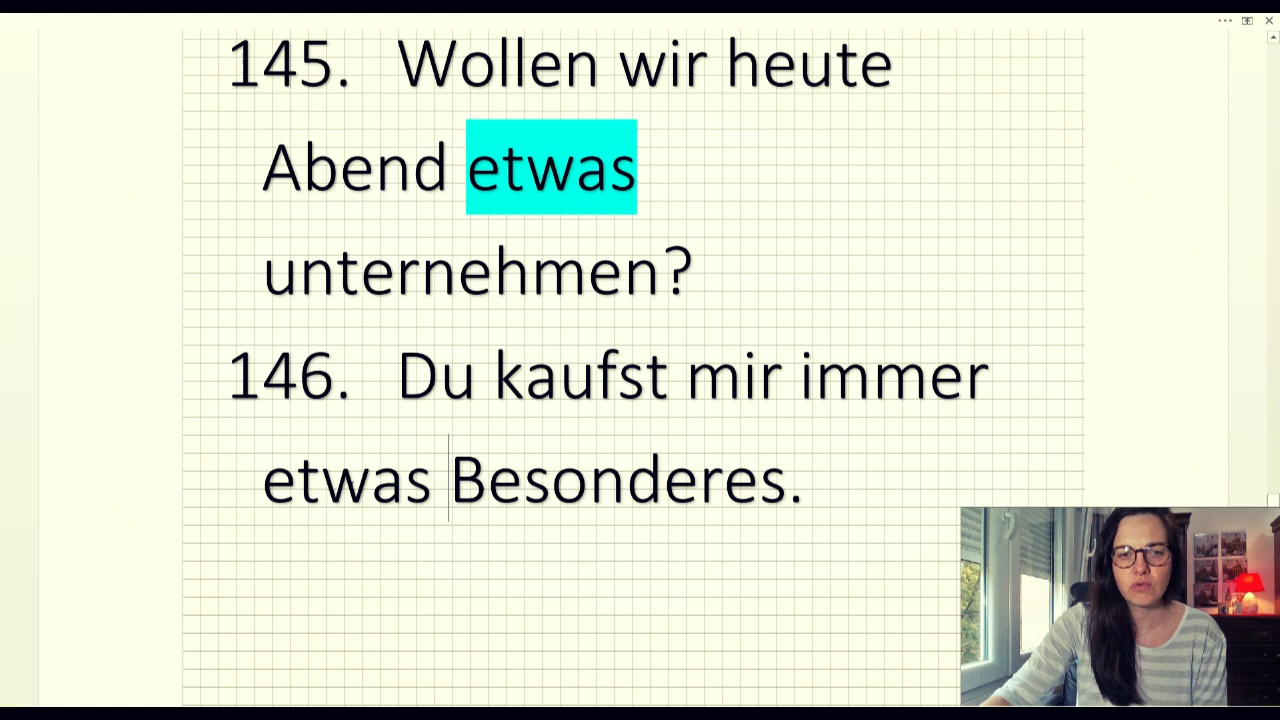 145. Wollen wir heute
Abend etwas
unternehmen?
146. Du kaufst mir immer
etwas Besonderes.